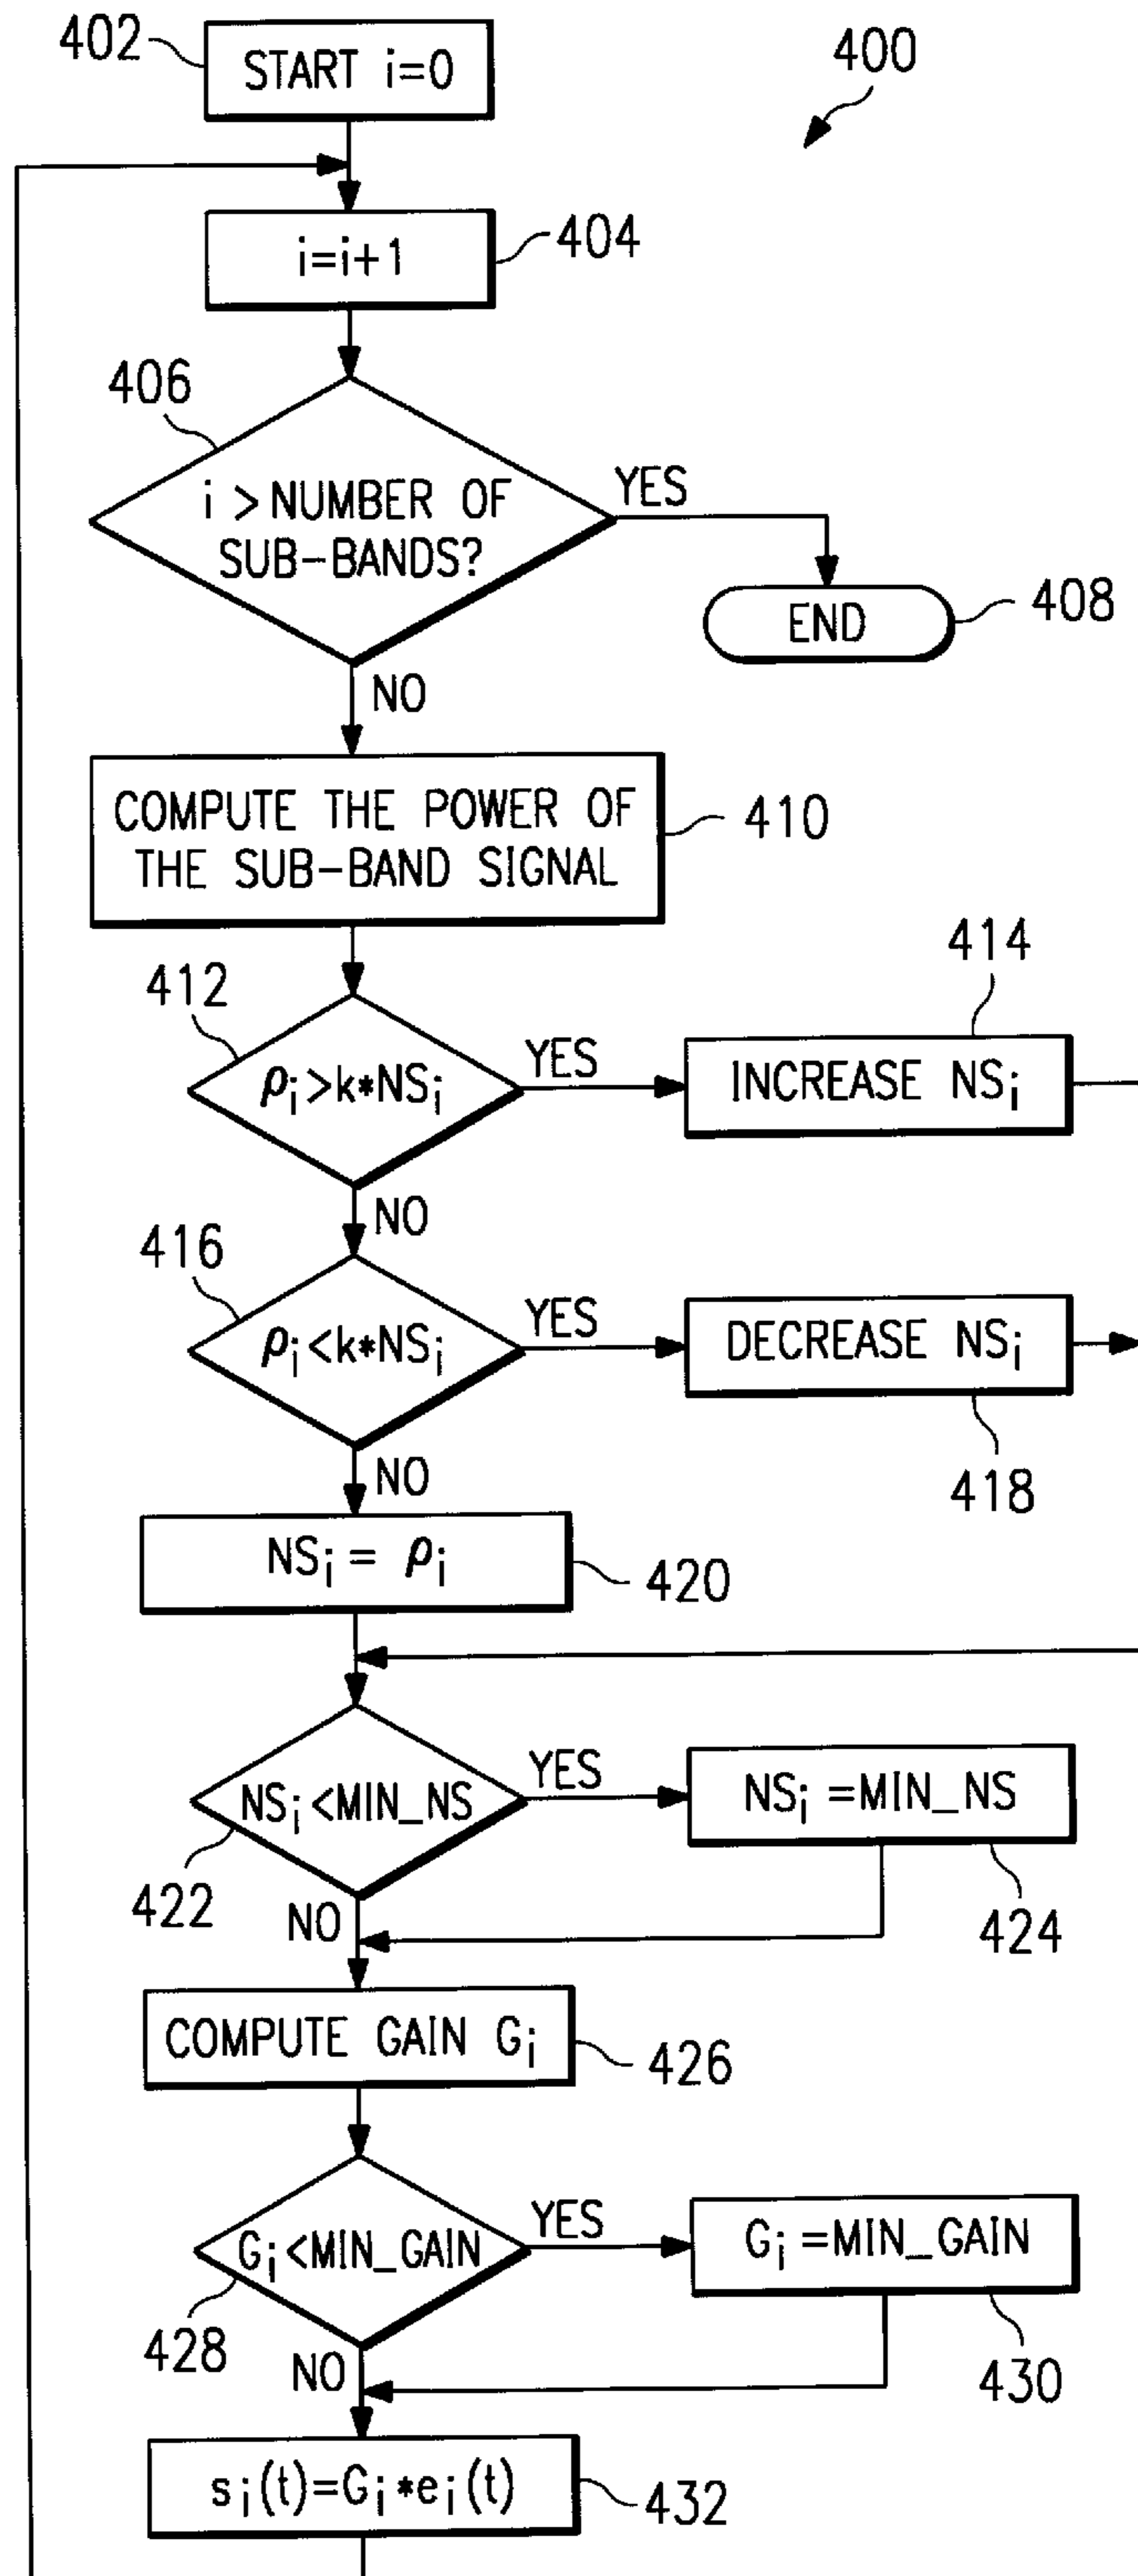 402
START i=0
400
i=i+1
404
406
i > NUMBER OF
SUB-BANDS?
YES
END
408
NO
COMPUTE THE POWER OF
THE SUB-BAND SIGNAL
410
412
ρi>k*NSi
YES
414
INCREASE NSi
NO
416
ρi<k*NSi
YES
DECREASE NSi
418
NO
NSi = ρi
420
NSi<MIN_NS
YES
NSi=MIN_NS
422
NO
424
COMPUTE GAIN Gi
426
Gi<MIN_GAIN
YES
Gi=MIN_GAIN
428
NO
430
si(t)=Gi*ei(t)
432